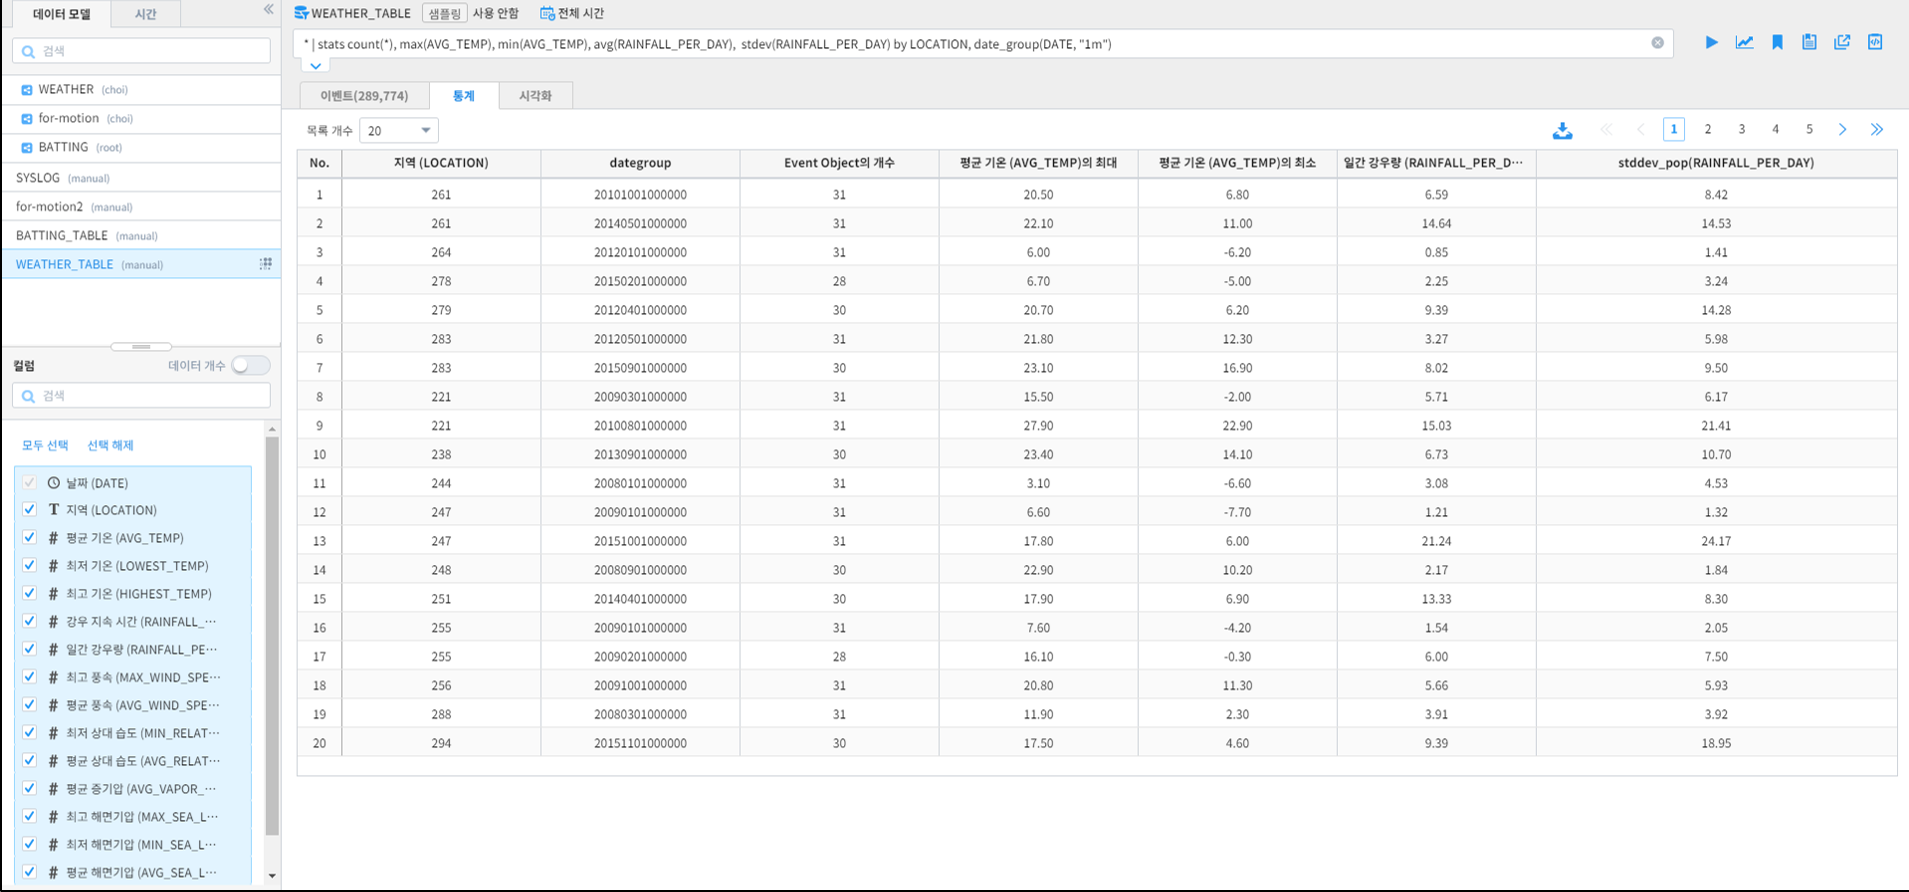 데이터 모델 시간
검색
WEATHER (choi)
for-motion (choi)
BATTING (root)
SYSLOG (manual)
for-motion2 (manual)
BATTING_TABLE (manual)
WEATHER_TABLE (manual)
컬럼 데이터 개수
검색
모두 선택 선택 해제
날짜 (DATE)
T 지역 (LOCATION)
# 평균 기온 (AVG_TEMP)
# 최저 기온 (LOWEST_TEMP)
# 최고 기온 (HIGHEST_TEMP)
# 강우 지속 시간 (RAINFALL_···
# 일간 강우량 (RAINFALL_PE···
# 최고 풍속 (MAX_WIND_SPE···
# 평균 풍속 (AVG_WIND_SPE···
# 최저 상대 습도 (MIN_RELAT···
# 평균 상대 습도 (AVG_RELAT···
# 평균 증기압 (AVG_VAPOR_···
# 최고 해면기압 (MAX_SEA_L···
# 최저 해면기압 (MIN_SEA_L···
# 평균 해면기압 (AVG_SEA_L···
WEATHER_TABLE 샘플링 사용 안함 전체 시간
* | stats count(*), max(AVG_TEMP), min(AVG_TEMP), avg(RAINFALL_PER_DAY), stdev(RAINFALL_PER_DAY) by LOCATION, date_group(DATE, "1m")
이벤트(289,774) 통계 시각화
목록 개수 20 1 2 3 4 5
No. 지역 (LOCATION) dategroup Event Object의 개수 평균 기온 (AVG_TEMP)의 최대 평균 기온 (AVG_TEMP)의 최소 일간 강우량 (RAINFALL_PER_D··· stddev_pop(RAINFALL_PER_DAY)
1 261 20101001000000 31 20.50 6.80 6.59 8.42
2 261 20140501000000 31 22.10 11.00 14.64 14.53
3 264 20120101000000 31 6.00 -6.20 0.85 1.41
4 278 20150201000000 28 6.70 -5.00 2.25 3.24
5 279 20120401000000 30 20.70 6.20 9.39 14.28
6 283 20120501000000 31 21.80 12.30 3.27 5.98
7 283 20150901000000 30 23.10 16.90 8.02 9.50
8 221 20090301000000 31 15.50 -2.00 5.71 6.17
9 221 20100801000000 31 27.90 22.90 15.03 21.41
10 238 20130901000000 30 23.40 14.10 6.73 10.70
11 244 20080101000000 31 3.10 -6.60 3.08 4.53
12 247 20090101000000 31 6.60 -7.70 1.21 1.32
13 247 20151001000000 31 17.80 6.00 21.24 24.17
14 248 20080901000000 30 22.90 10.20 2.17 1.84
15 251 20140401000000 30 17.90 6.90 13.33 8.30
16 255 20090101000000 31 7.60 -4.20 1.54 2.05
17 255 20090201000000 28 16.10 -0.30 6.00 7.50
18 256 20091001000000 31 20.80 11.30 5.66 5.93
19 288 20080301000000 31 11.90 2.30 3.91 3.92
20 294 20151101000000 30 17.50 4.60 9.39 18.95